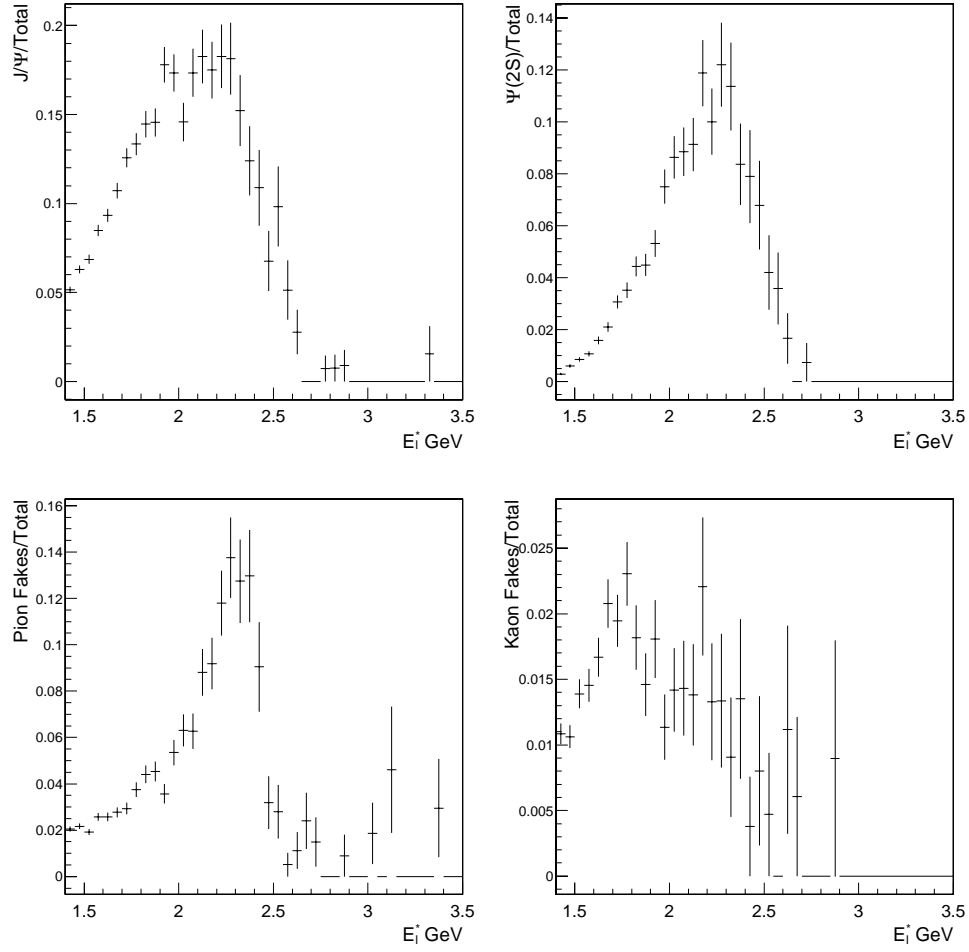 J/Ψ/Total
0.2
0.15
0.1
0.05
0
1.5 2 2.5 3 3.5
E*l GeV
Ψ(2S)/Total
0.14
0.12
0.1
0.08
0.06
0.04
0.02
0
1.5 2 2.5 3 3.5
E*l GeV
Pion Fakes/Total
0.16
0.14
0.12
0.1
0.08
0.06
0.04
0.02
0
1.5 2 2.5 3 3.5
E*l GeV
Kaon Fakes/Total
0.025
0.02
0.015
0.01
0.005
0
1.5 2 2.5 3 3.5
E*l GeV